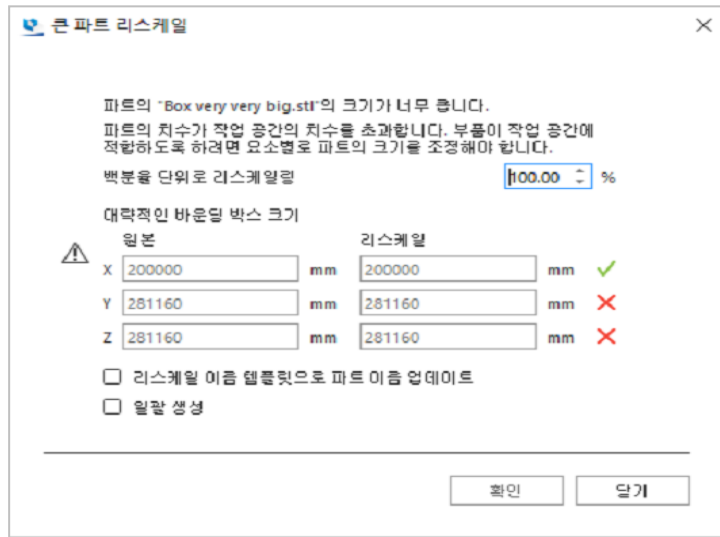 큰 파트 리스케일
파트의 "Box very very big.stl"의 크기가 너무 큽니다.
파트의 치수가 작업 공간의 치수를 초과합니다. 부품이 작업 공간에
적합하도록 하려면 요소별로 파트의 크기를 조정해야 합니다.
백분율 단위로 리스케일링 100.00 %
대략적인 바운딩 박스 크기
원본 리스케일
X 200000 mm 200000 mm
Y 281160 mm 281160 mm
Z 281160 mm 281160 mm
리스케일 이름 템플릿으로 파트 이름 업데이트
일괄 생성
확인 닫기